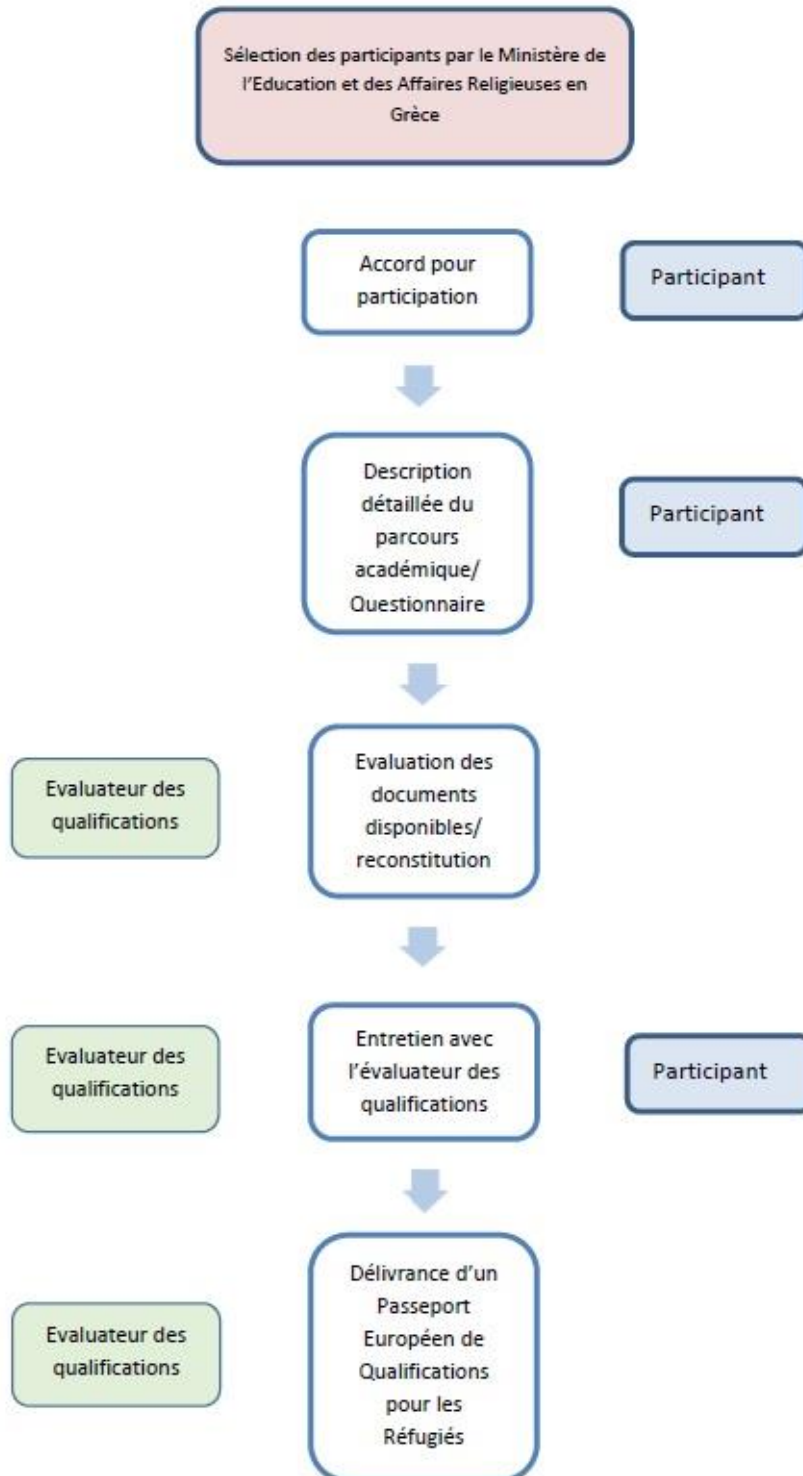 Sélection des participants par le Ministère de
l'Education et des Affaires Religieuses en
Grèce
Accord pour
participation
Participant
Description
détaillée du
parcours
académique/
Questionnaire
Participant
Evaluateur des
qualifications
Evaluation des
documents
disponibles/
reconstitution
Evaluateur des
qualifications
Entretien avec
l'évaluateur des
qualifications
Participant
Evaluateur des
qualifications
Délivrance d'un
Passeport
Européen de
Qualifications
pour les
Réfugiés